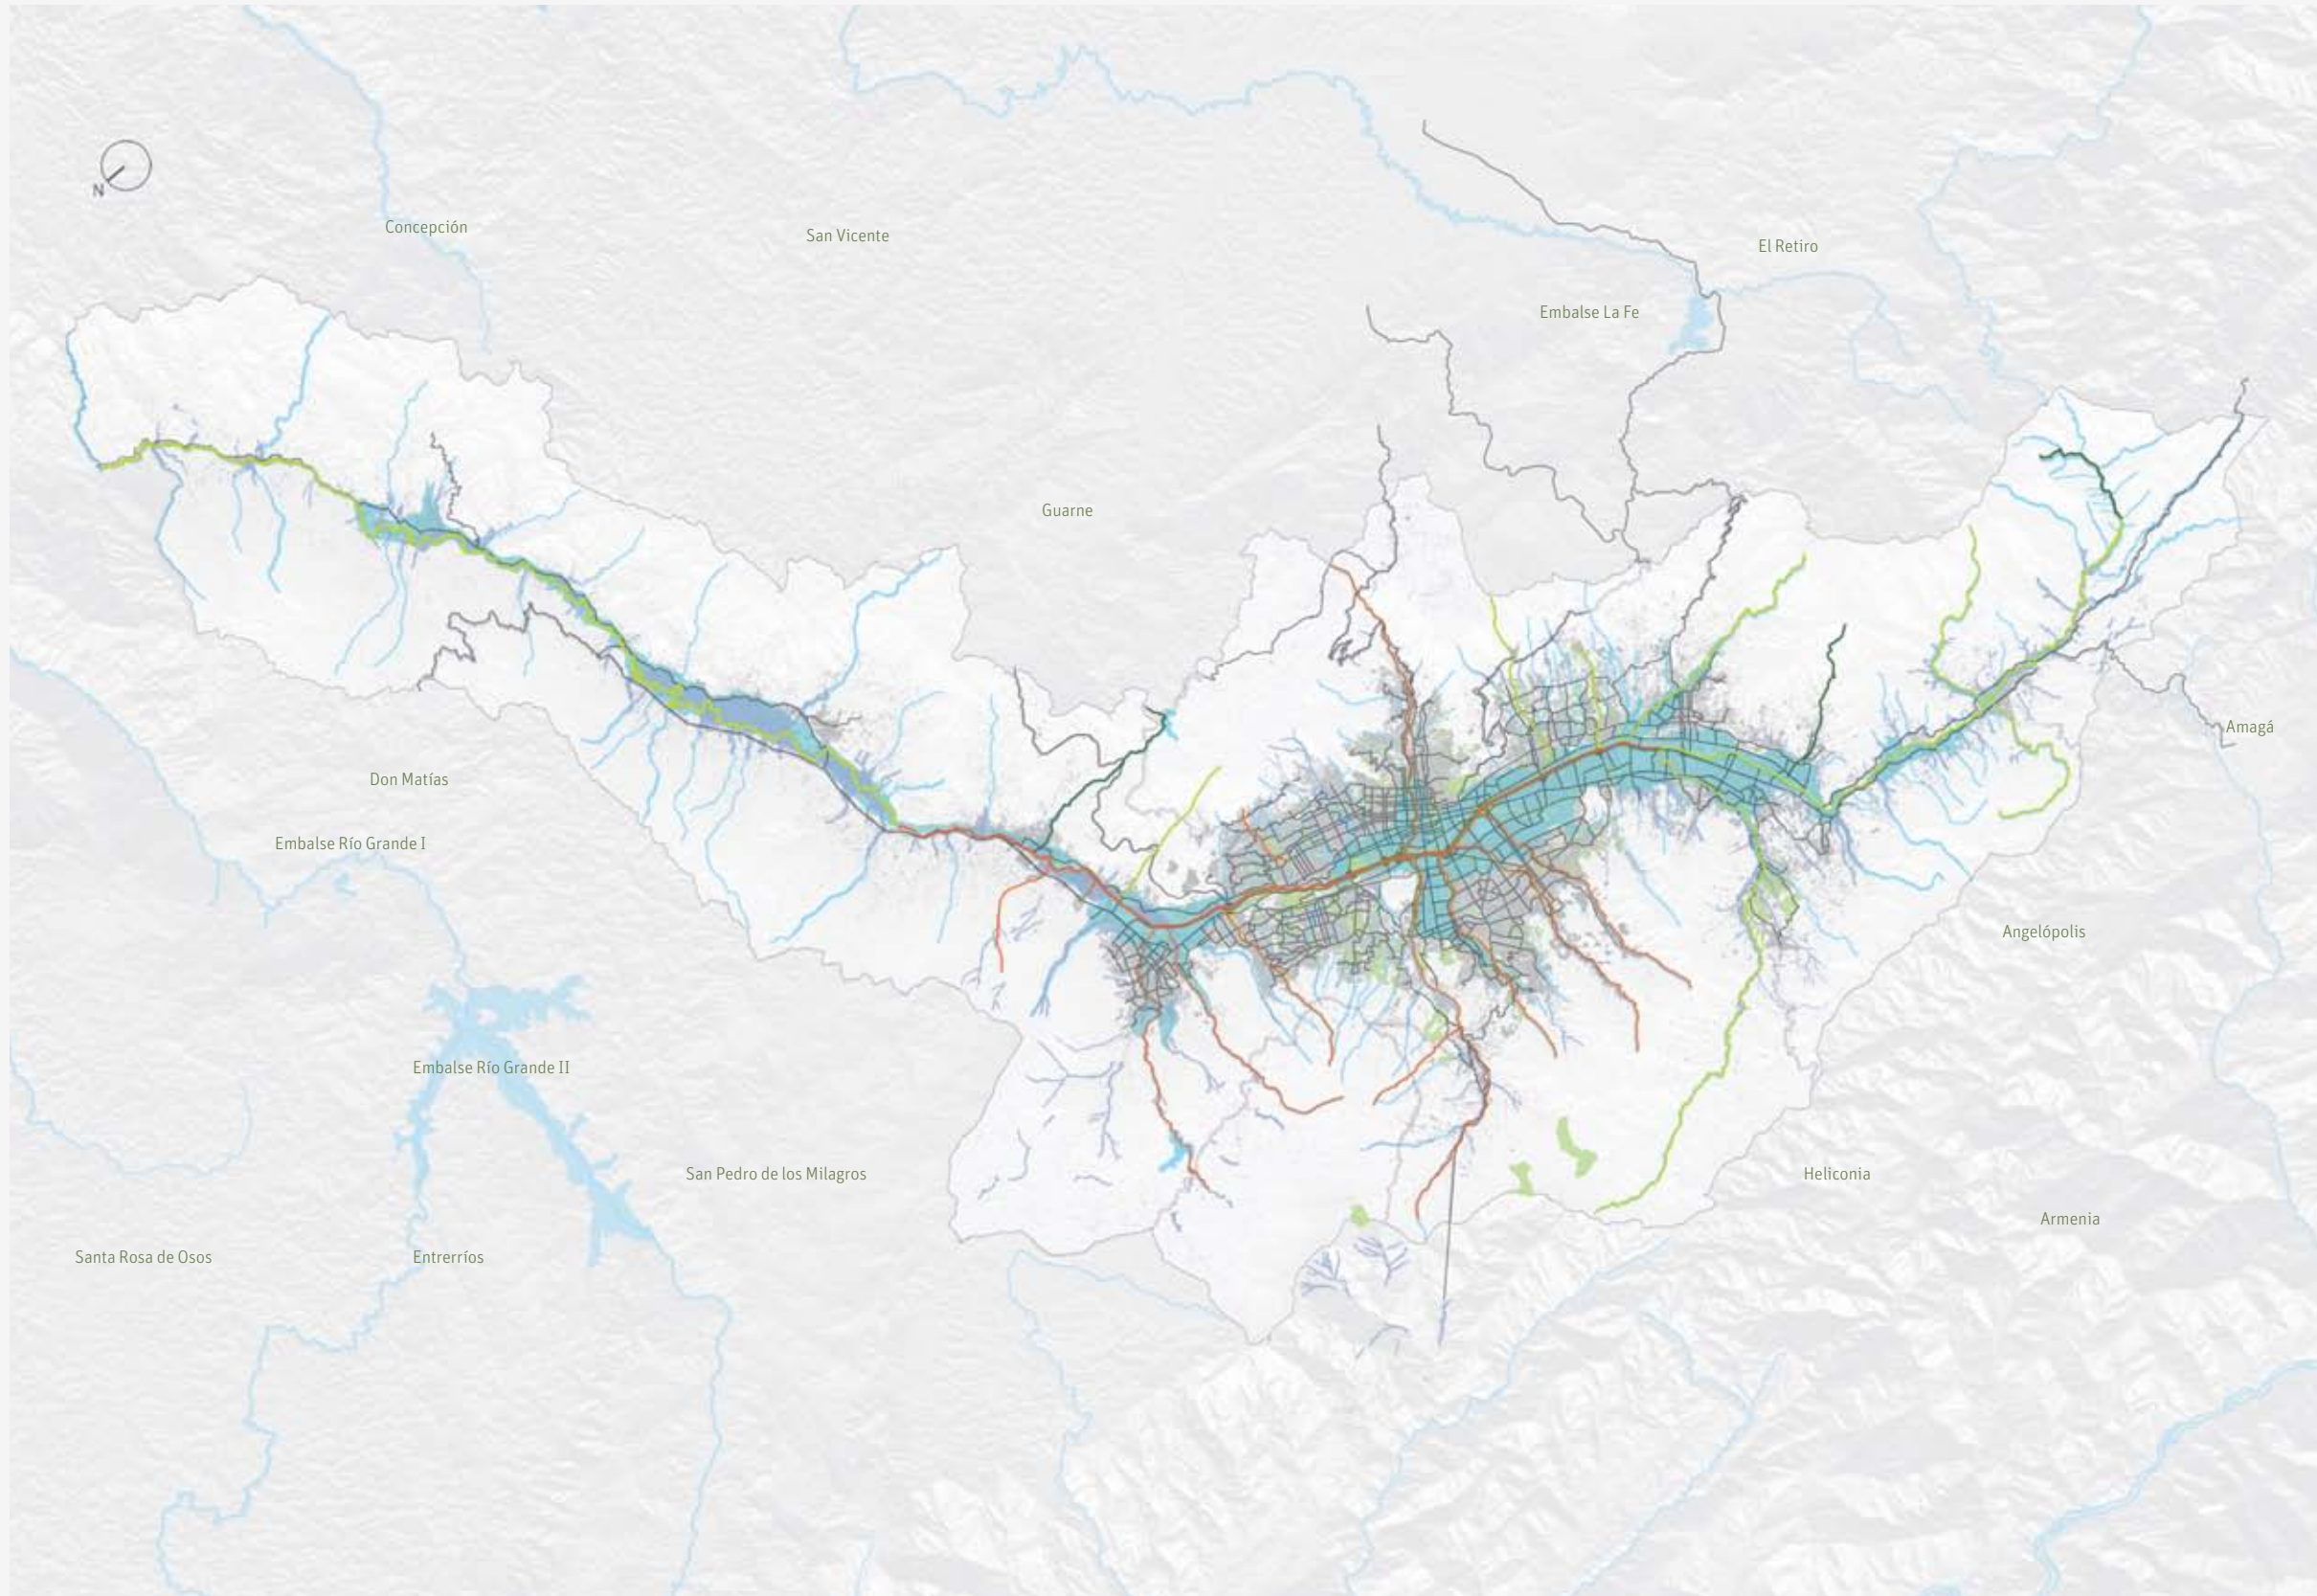 N
Concepción
San Vicente
El Retiro
Embalse La Fe
Guarne
Amagá
Don Matías
Embalse Río Grande I
Angelópolis
Embalse Río Grande II
San Pedro de los Milagros
Heliconia
Armenia
Santa Rosa de Osos
Entrerríos